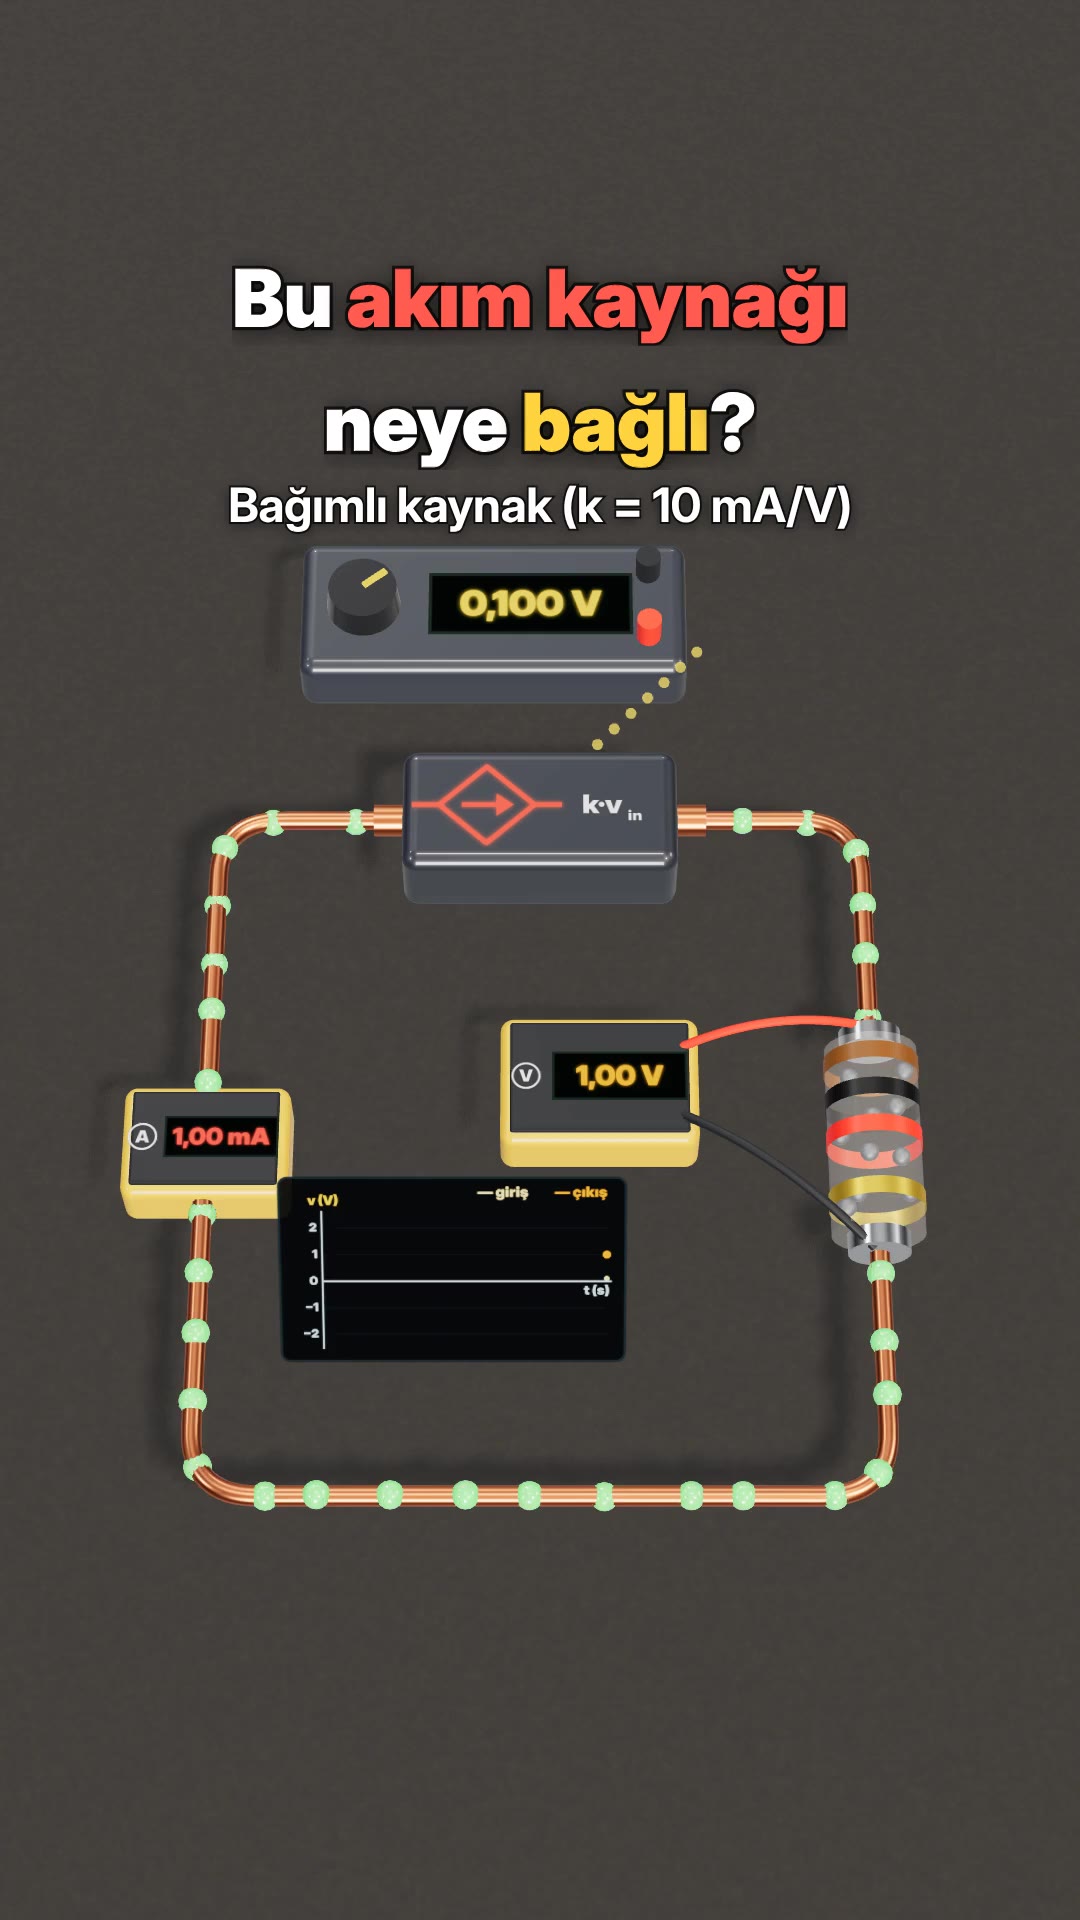 Bu akım kaynağı
neye bağlı?
Bağımlı kaynak (k = 10 mA/V)
0,100 V
k·v in
V 1,00 V
A 1,00 mA
v (V)
giriş çıkış
2
1
0
t (s)
−1
−2